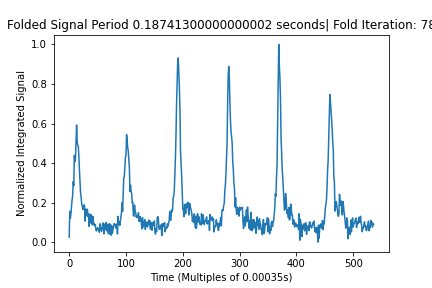 Folded Signal Period 0.18741300000000002 seconds| Fold Iteration: 78
Normalized Integrated Signal
1.0
0.8
0.6
0.4
0.2
0.0
0 100 200 300 400 500
Time (Multiples of 0.00035s)